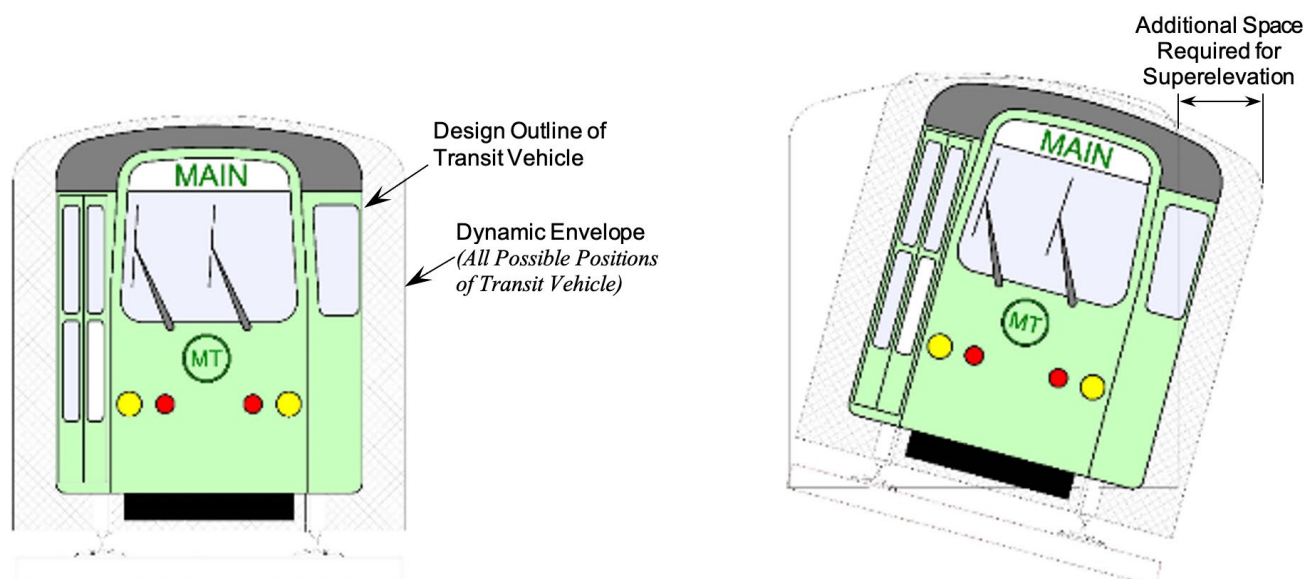 Additional Space
Required for
Superelevation
Design Outline of
Transit Vehicle
MAIN
MAIN
Dynamic Envelope
(All Possible Positions
of Transit Vehicle)
MT
MT